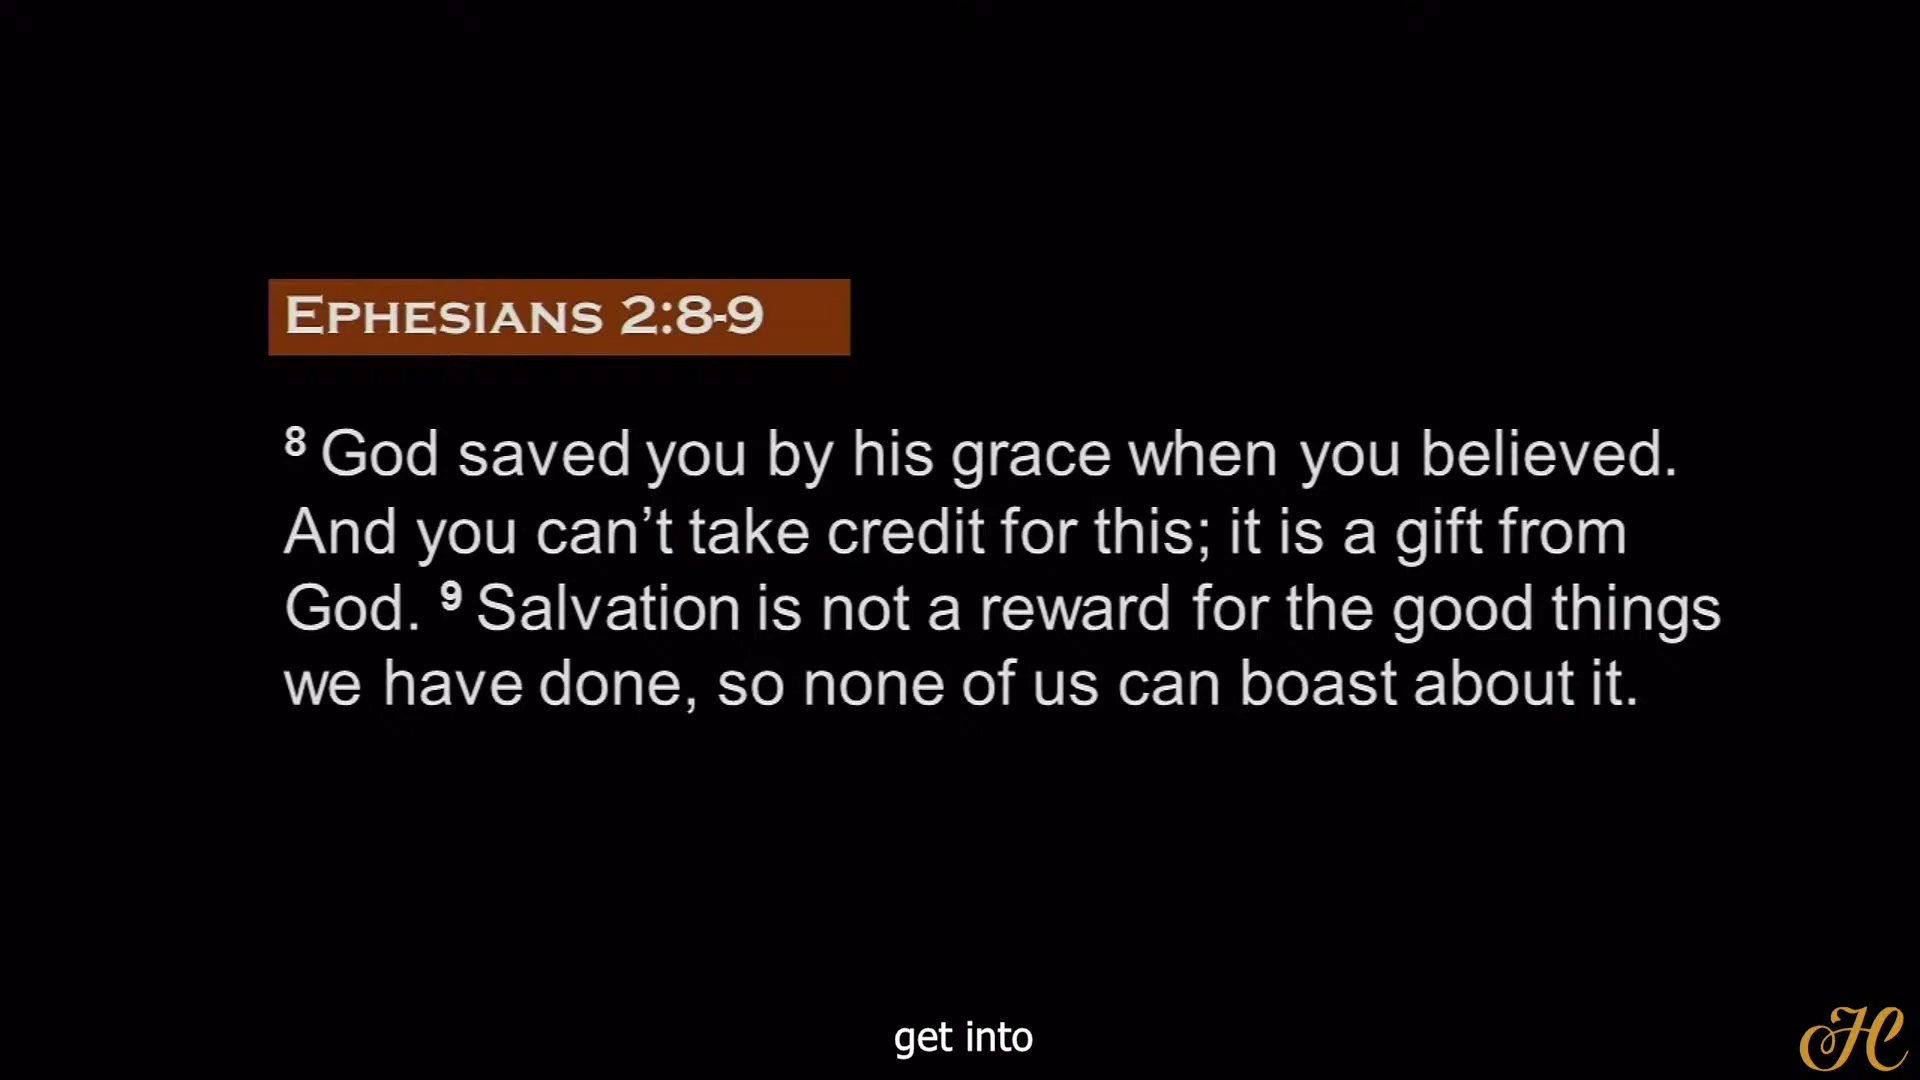 EPHESIANS 2:8-9
8 God saved you by his grace when you believed.
And you can’t take credit for this; it is a gift from
God. 9 Salvation is not a reward for the good things
we have done, so none of us can boast about it.
get into
H